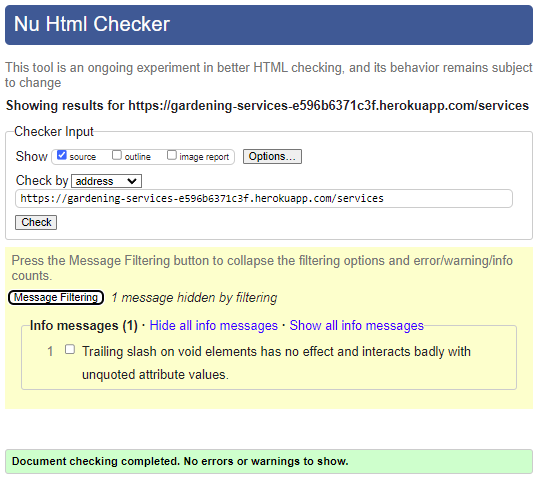 Nu Html Checker
This tool is an ongoing experiment in better HTML checking, and its behavior remains subject
to change
Showing results for https://gardening-services-e596b6371c3f.herokuapp.com/services
Checker Input
Show source outline image report Options...
Check by address
https://gardening-services-e596b6371c3f.herokuapp.com/services
Check
Press the Message Filtering button to collapse the filtering options and error/warning/info
counts.
Message Filtering 1 message hidden by filtering
Info messages (1) · Hide all info messages · Show all info messages
1 Trailing slash on void elements has no effect and interacts badly with
unquoted attribute values.
Document checking completed. No errors or warnings to show.